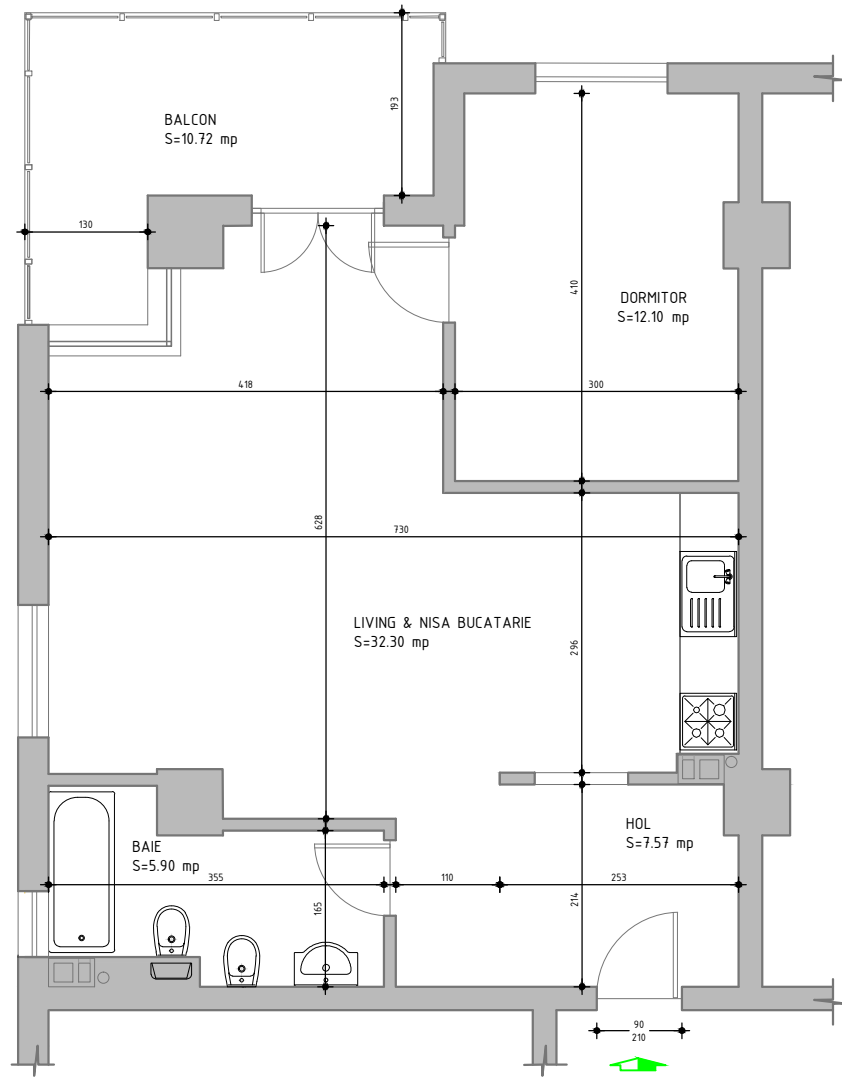 193
BALCON
S=10.72 mp
130
410
DORMITOR
S=12.10 mp
418
300
628
730
LIVING & NISA BUCATARIE
S=32.30 mp
296
HOL
S=7.57 mp
BAIE
S=5.90 mp
355
110
253
165
214
90
210